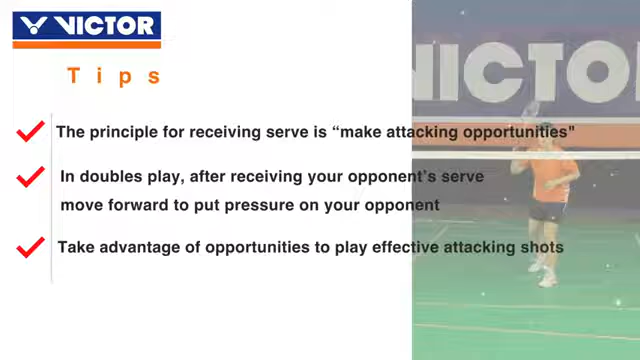 VICTOR
Tips
The principle for receiving serve is “make attacking opportunities"
In doubles play, after receiving your opponent’s serve
move forward to put pressure on your opponent
Take advantage of opportunities to play effective attacking shots
VICTOR